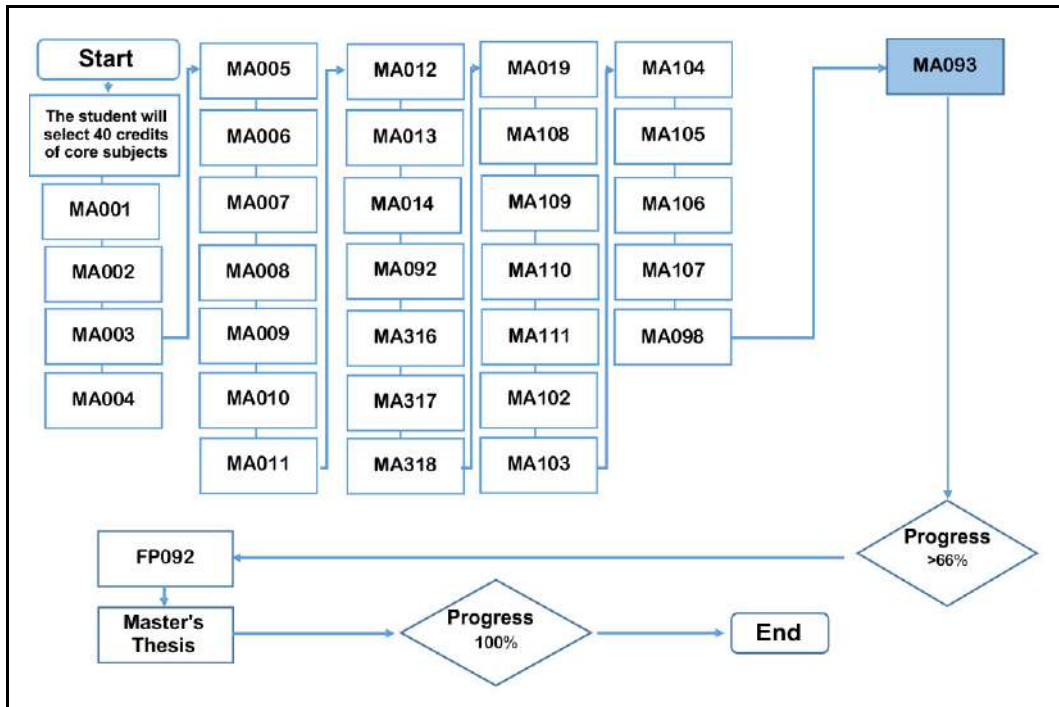 Start
The student will
select 40 credits
of core subjects
MA001
MA002
MA003
MA004
MA005
MA006
MA007
MA008
MA009
MA010
MA011
MA012
MA013
MA014
MA092
MA316
MA317
MA318
MA019
MA108
MA109
MA110
MA111
MA102
MA103
MA104
MA105
MA106
MA107
MA098
MA093
Progress
>66%
FP092
Master's
Thesis
Progress
100%
End